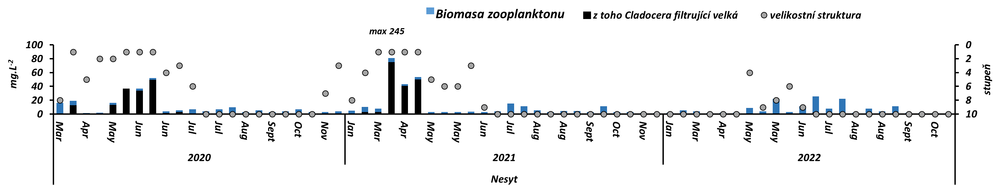 Biomasa zooplanktonu z toho Cladocera filtrující velká velikostní struktura
max 245
mg.L-2
100
80
60
40
20
0
0
2
4
6
8
10
stupeň
Mar Apr May Jun Jun Jul Jul Aug Sept Oct Nov Jan Mar Apr May May Jun Jul Aug Aug Sept Oct Nov Jan Mar Apr May May Jun Jul Aug Aug Sept Oct
2020 2021 2022
Nesyt